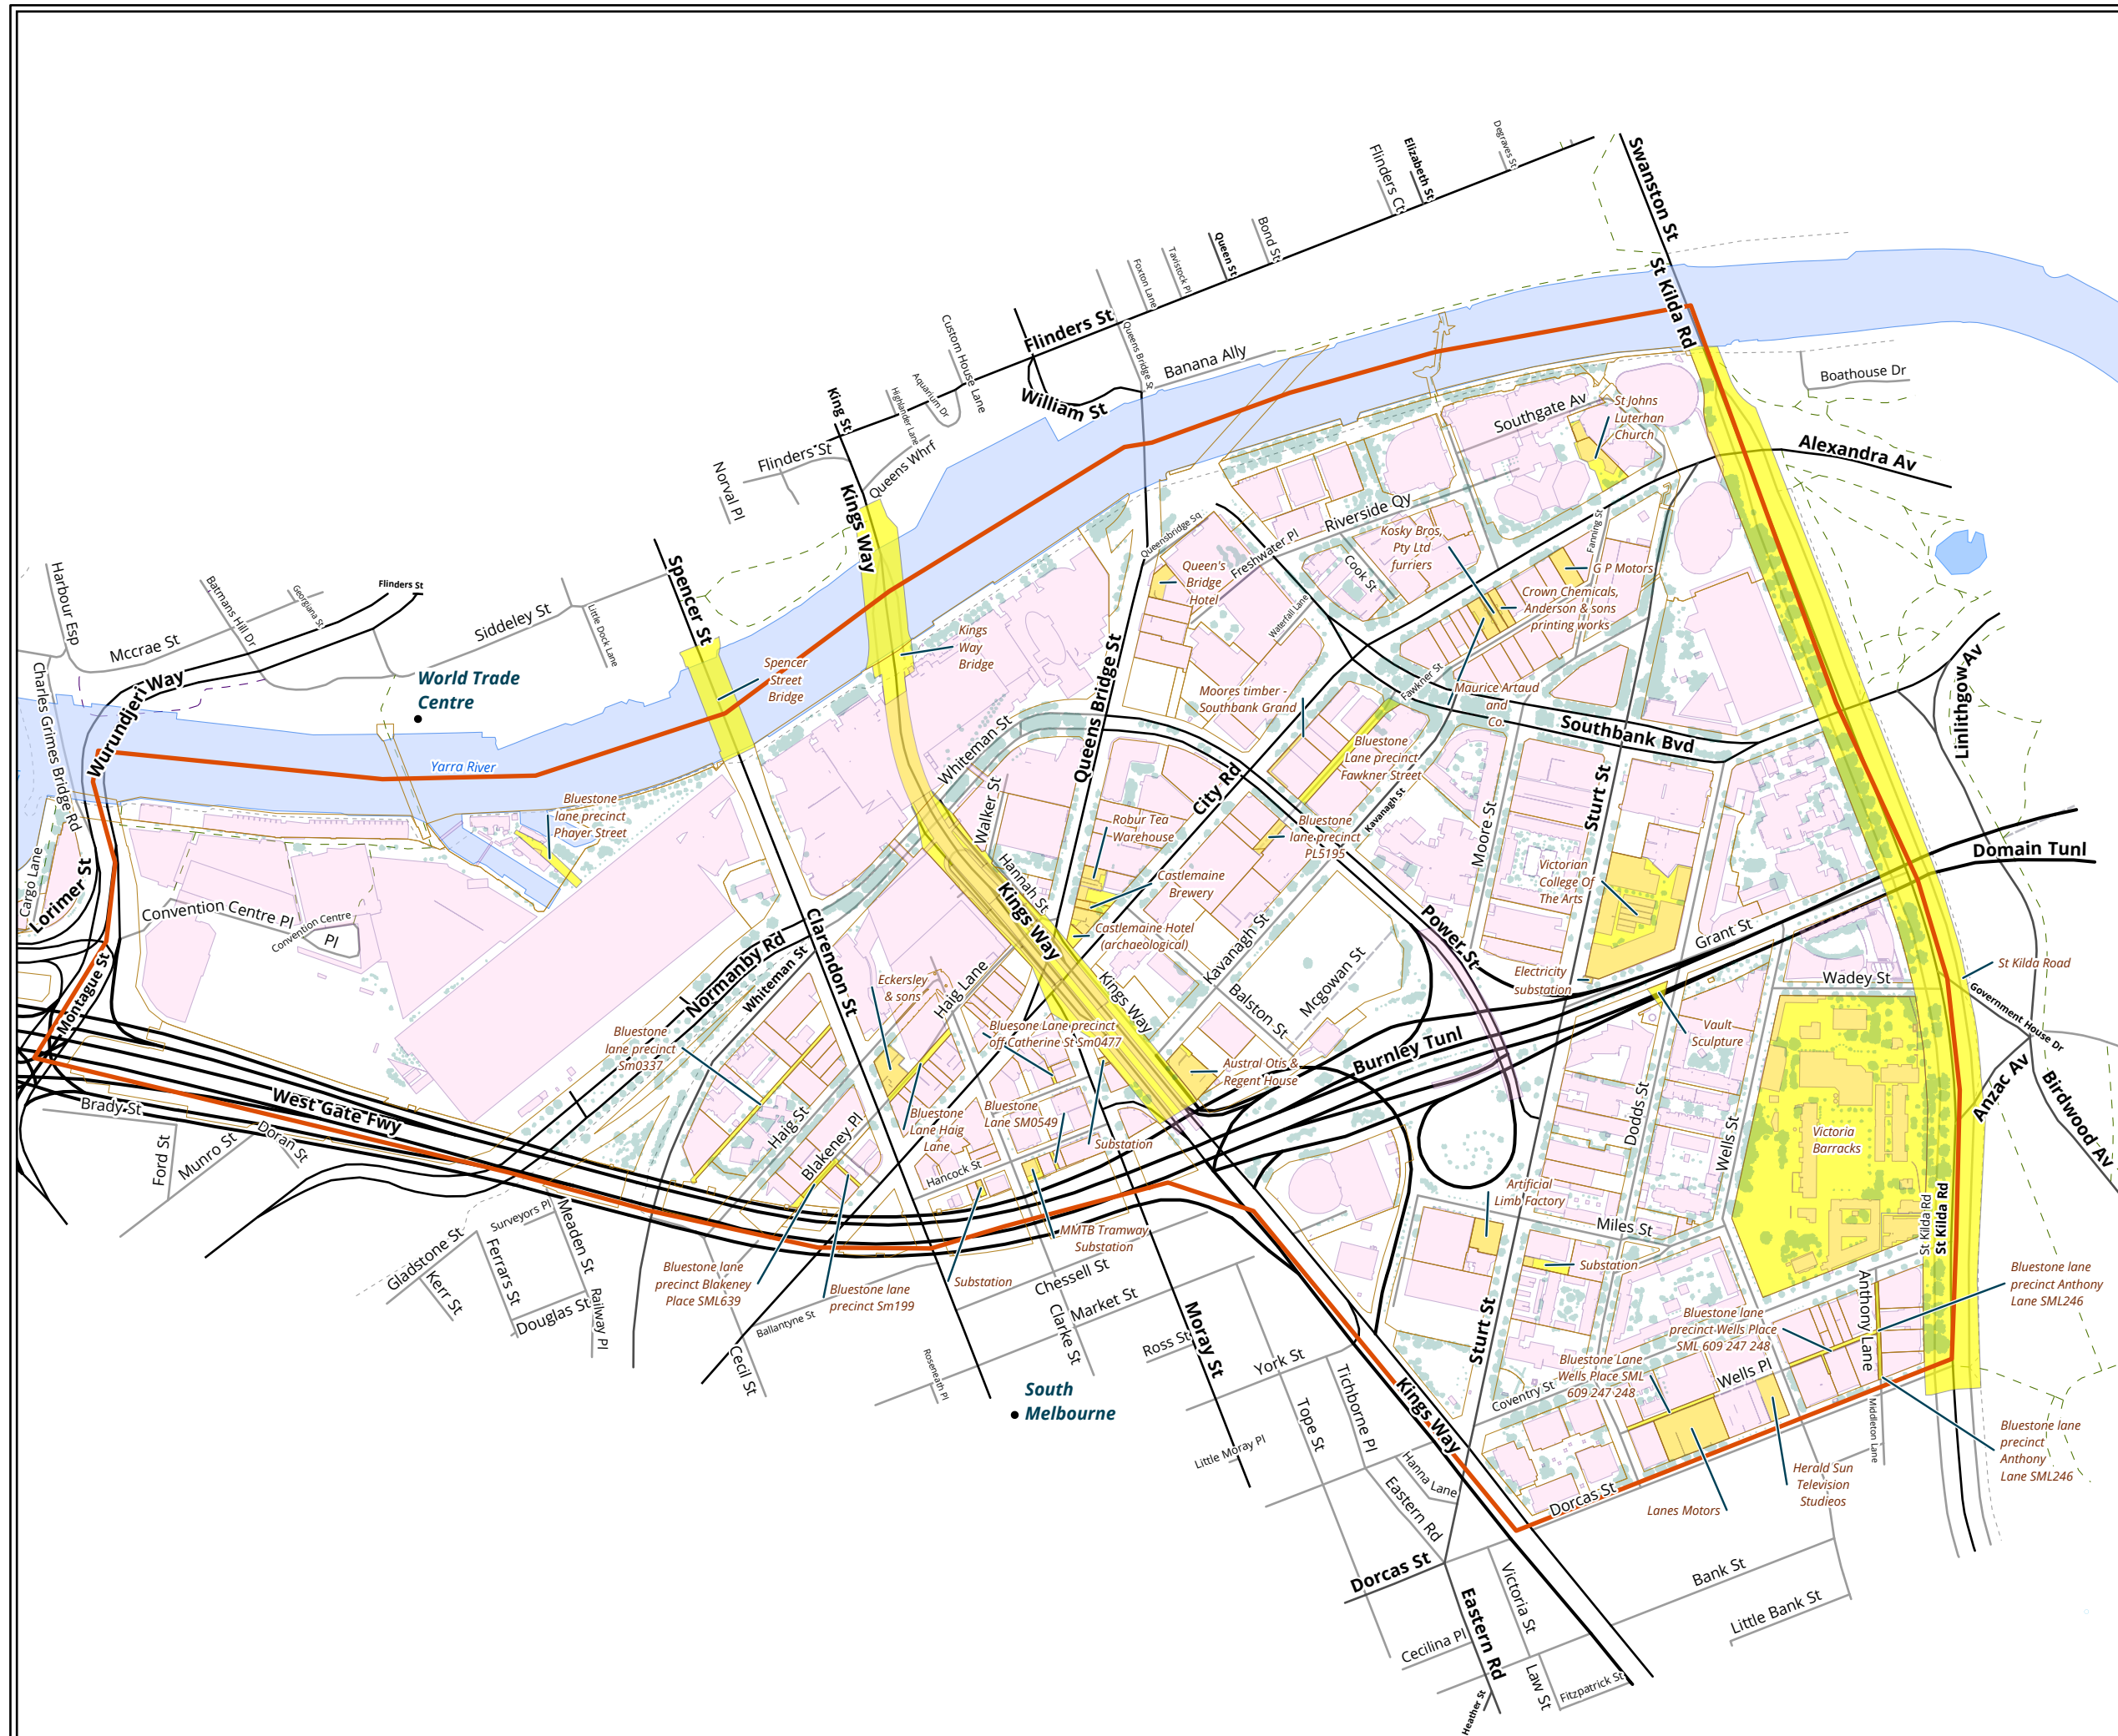 Degraves St
Elizabeth St
Flinders Ct
Swanston St
Bond St
Queen St
Tavistock Pl
Foxton Lane
St Kilda Rd
Custom House Lane
Flinders St
Queens Bridge St
Banana Ally
Boathouse Dr
Aquarium Dr
Highlander Lane
William St
King St
Southgate Av
St Johns
Luterhan
Church
Alexandra Av
Flinders St
Norval Pl
Queens Whrf
Kings Way
Riverside Qy
Queensbridge Sq
Freshwater Pl
Kosky Bros,
Pty Ltd
furriers
Fanning St
G P Motors
Cook St
Queen's
Bridge
Hotel
Crown Chemicals,
Anderson & sons
printing works
Waterfall Lane
Harbour Esp
Batmans Hill Dr
Georgiana St
Flinders St
Spencer St
Siddeley St
Little Dock Lane
Mccrae St
Kings
Way
Bridge
Linlithgow Av
Charles Grimes Bridge Rd
Wurundjeri Way
World Trade
Centre
Spencer
Street
Bridge
Queens Bridge St
Moores timber -
Southbank Grand
Fawkner St
Maurice Artaud
and
Co.
Southbank Bvd
Whiteman St
Yarra River
Bluestone
Lane precinct
Fawkner Street
City Rd
Sturt St
Bluestone
lane precinct
Phayer Street
Walker St
Robur Tea
Warehouse
Bluestone
lane precinct
PL5195
Kavanagh St
Moore St
Domain Tunl
Cargo Lane
Lorimer St
Hannah St
Victorian
College Of
The Arts
Castlemaine
Brewery
Convention Centre Pl
Convention Centre
Pl
Kings Way
Clarendon St
Castlemaine Hotel
(archaeological)
Power St
Grant St
Normanby Rd
Whiteman St
Kavanagh St
Mcgowan St
Montague St
Eckersley
& sons
Haig Lane
Kings Way
Balston St
Electricity
substation
Wadey St
St Kilda Road
Government House Dr
Bluestone
lane precinct
Sm0337
Bluesone Lane precinct
off Catherine St Sm0477
Burnley Tunl
Vault
Sculpture
Austral Otis &
Regent House
Anzac Av
Birdwood Av
Brady St
West Gate Fwy
Bluestone
Lane Haig
Lane
Bluestone
Lane SM0549
Dodds St
Wells St
Victoria
Barracks
Ford St
Munro St
Doran St
Haig St
Blakeney Pl
Substation
Hancock St
Artificial
Limb Factory
Miles St
St Kilda Rd
St Kilda Rd
Surveyors Pl
Meaden St
Gladstone St
Ferrars St
Kerr St
Douglas St
Railway Pl
MMTB Tramway
Substation
Substation
Substation
Bluestone lane
precinct Blakeney
Place SML639
Bluestone lane
precinct Sm199
Chessell St
Market St
Ballantyne St
Cecil St
Clarke St
Roseneath Pl
Moray St
Ross St
York St
Anthony Lane
Bluestone lane
precinct Anthony
Lane SML246
Bluestone lane
precinct Wells Place
SML 609 247 248
Sturt St
Bluestone Lane
Wells Place SML
609 247 248
Wells Pl
Coventry St
South
Melbourne
Kings Way
Tichborne Pl
Tope St
Middleton Lane
Little Moray Pl
Bluestone lane
precinct
Anthony
Lane SML246
Hanna Lane
Eastern Rd
Herald Sun
Television
Studieos
Lanes Motors
Dorcas St
Dorcas St
Bank St
Victoria St
Little Bank St
Eastern Rd
Cecilina Pl
Law St
Fitzpatrick St
Heather St